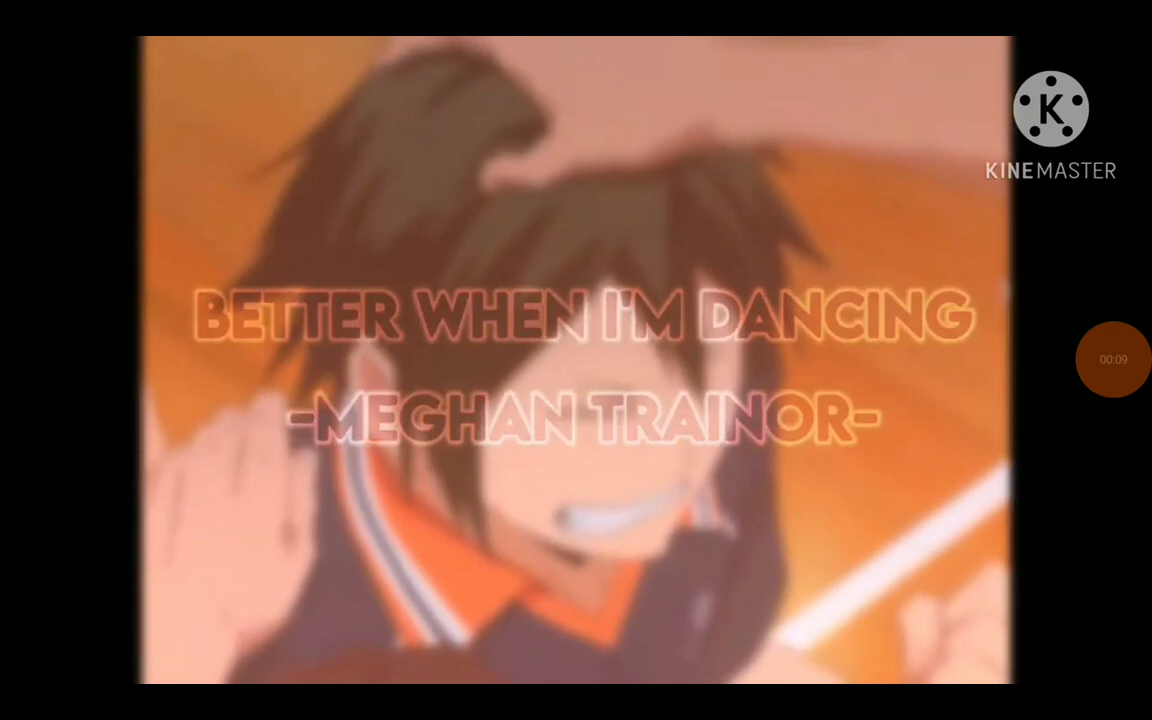 K
KINEMASTER
BETTER WHEN I'M DANCING
-MEGHAN TRAINOR-
00:09